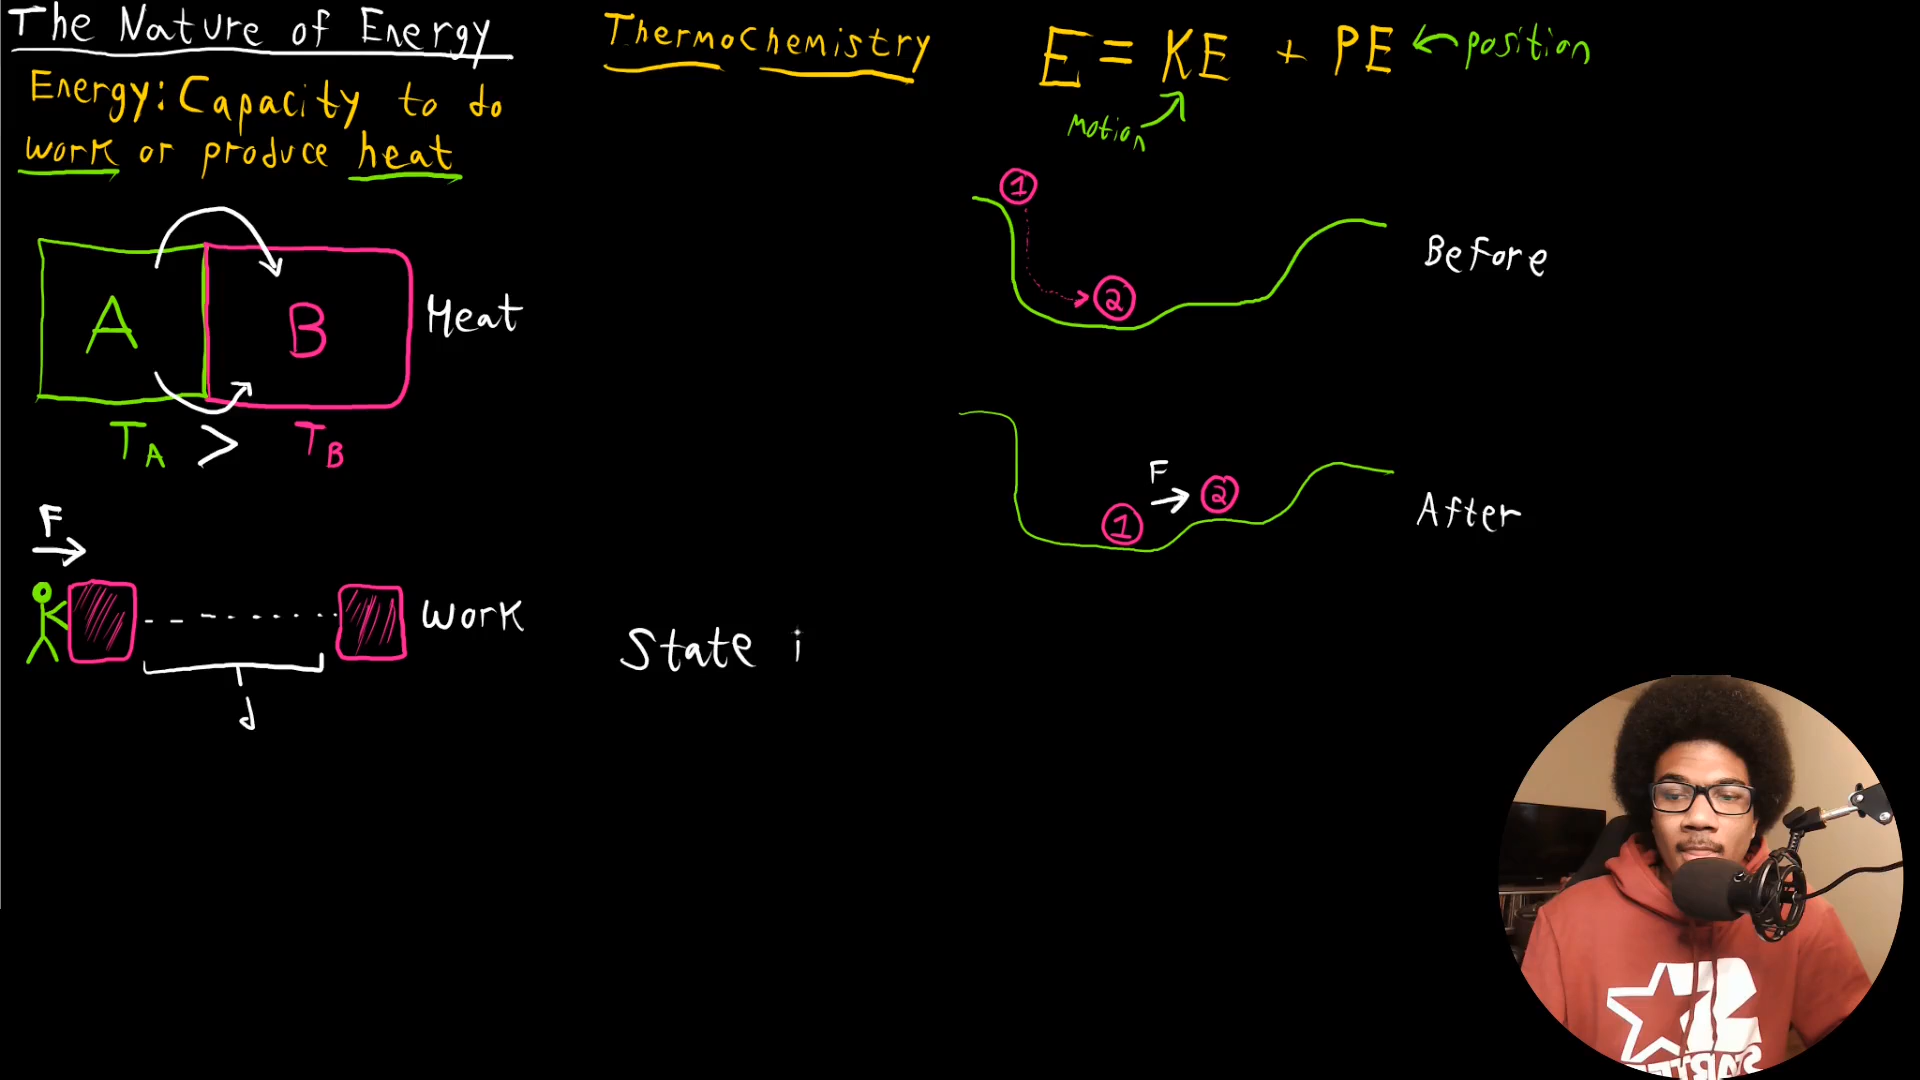 The Nature of Energy
Energy: Capacity to do
work or produce heat
A
B
Heat
TA > TB
F
Work
d
Thermochemistry
E = KE + PE ← position
Motion
1
2
Before
F
1
2
After
State i